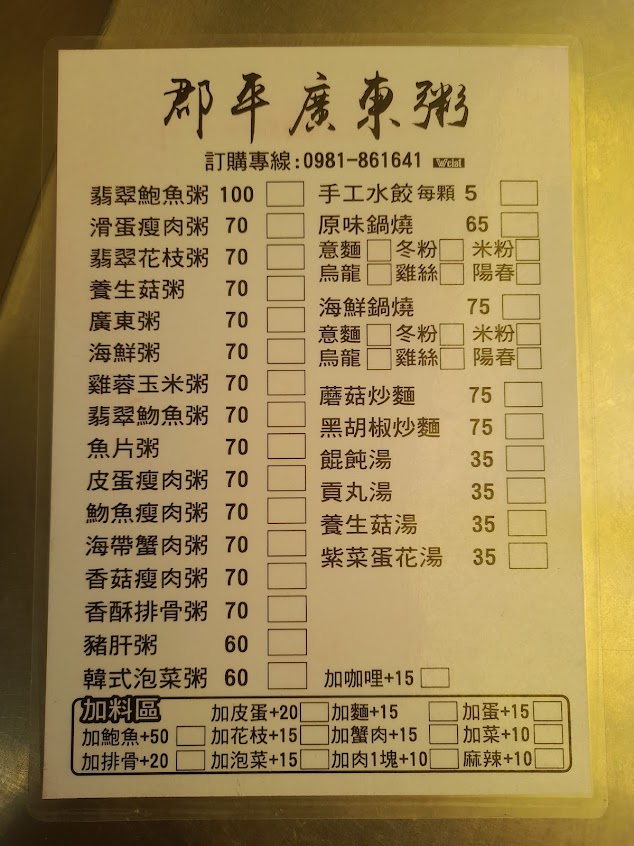 郡平廣東粥
訂購專線:0981-861641
翡翠鮑魚粥 100
滑蛋瘦肉粥 70
翡翠花枝粥 70
養生菇粥 70
廣東粥 70
海鮮粥 70
雞蓉玉米粥 70
翡翠魩魚粥 70
魚片粥 70
皮蛋瘦肉粥 70
魩魚瘦肉粥 70
海帶蟹肉粥 70
香菇瘦肉粥 70
香酥排骨粥 70
豬肝粥 60
韓式泡菜粥 60
手工水餃每顆 5
原味鍋燒 65
意麵 冬粉 米粉
烏龍 雞絲 陽春
海鮮鍋燒 75
意麵 冬粉 米粉
烏龍 雞絲 陽春
蘑菇炒麵 75
黑胡椒炒麵 75
餛飩湯 35
貢丸湯 35
養生菇湯 35
紫菜蛋花湯 35
加咖哩+15
加料區 加皮蛋+20 加麵+15 加蛋+15
加鮑魚+50 加花枝+15 加蟹肉+15 加菜+10
加排骨+20 加泡菜+15 加肉1塊+10 麻辣+10